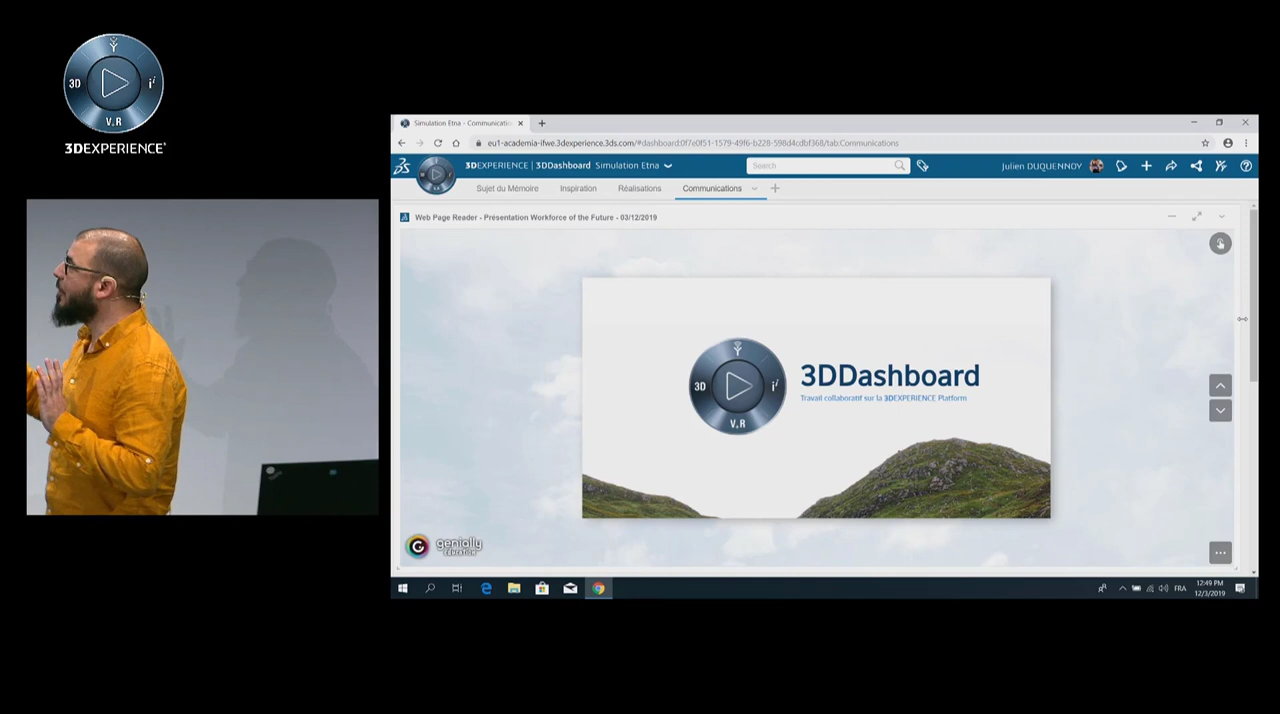 3D
i
V.R
3DEXPERIENCE
Simulation Etna - Communicatio
eu1-academia-ifwe.3dexperience.3ds.com/#dashboard:0f7e0f51-1579-49f6-b228-598d4cdbf368/tab:Communications
3DEXPERIENCE | 3DDashboard Simulation Etna
Search
Julien DUQUENNOY
Sujet du Mémoire
Inspiration
Réalisations
Communications
Web Page Reader - Présentation Workforce of the Future - 03/12/2019
3D
i
V.R
3DDashboard
Travail collaboratif sur la 3DEXPERIENCE Platform
genially
EDUCATION
FRA
12:49 PM
12/3/2019